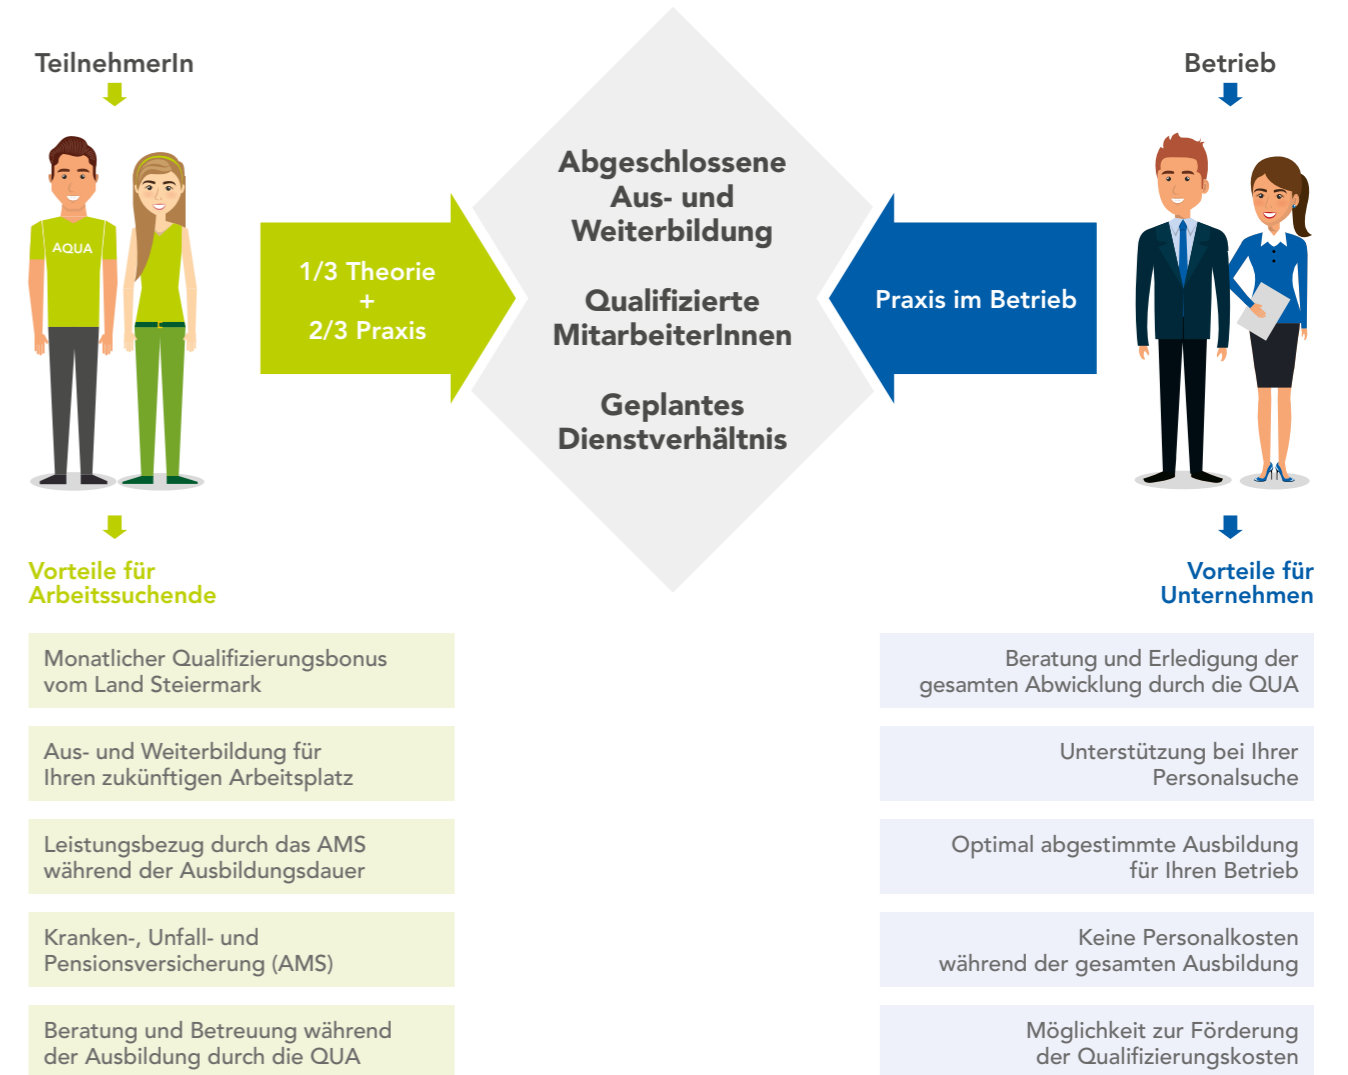 TeilnehmerIn
AQUA
1/3 Theorie
+
2/3 Praxis
Abgeschlossene
Aus- und
Weiterbildung
Qualifizierte
MitarbeiterInnen
Geplantes
Dienstverhältnis
Betrieb
Praxis im Betrieb
Vorteile für
Arbeitssuchende
Monatlicher Qualifizierungsbonus
vom Land Steiermark
Aus- und Weiterbildung für
Ihren zukünftigen Arbeitsplatz
Leistungsbezug durch das AMS
während der Ausbildungsdauer
Kranken-, Unfall- und
Pensionsversicherung (AMS)
Beratung und Betreuung während
der Ausbildung durch die QUA
Vorteile für
Unternehmen
Beratung und Erledigung der
gesamten Abwicklung durch die QUA
Unterstützung bei Ihrer
Personalsuche
Optimal abgestimmte Ausbildung
für Ihren Betrieb
Keine Personalkosten
während der gesamten Ausbildung
Möglichkeit zur Förderung
der Qualifizierungskosten